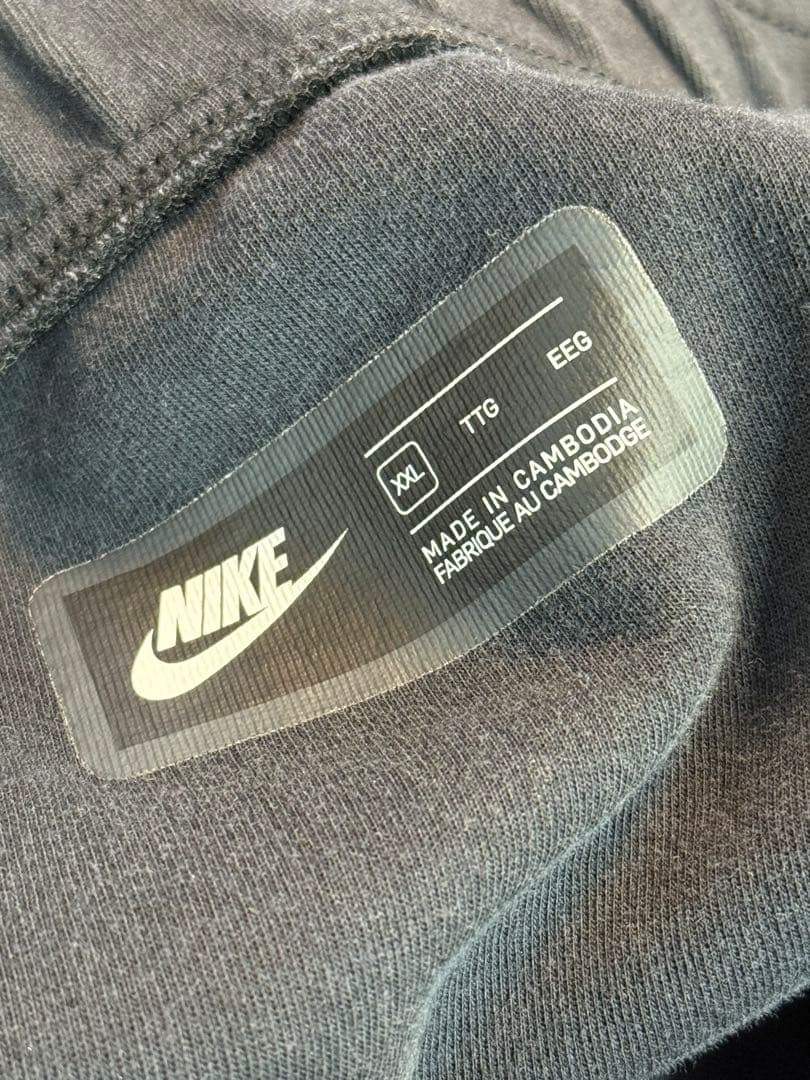 NIKE
XXL TTG EEG
MADE IN CAMBODIA
FABRIQUE AU CAMBODGE